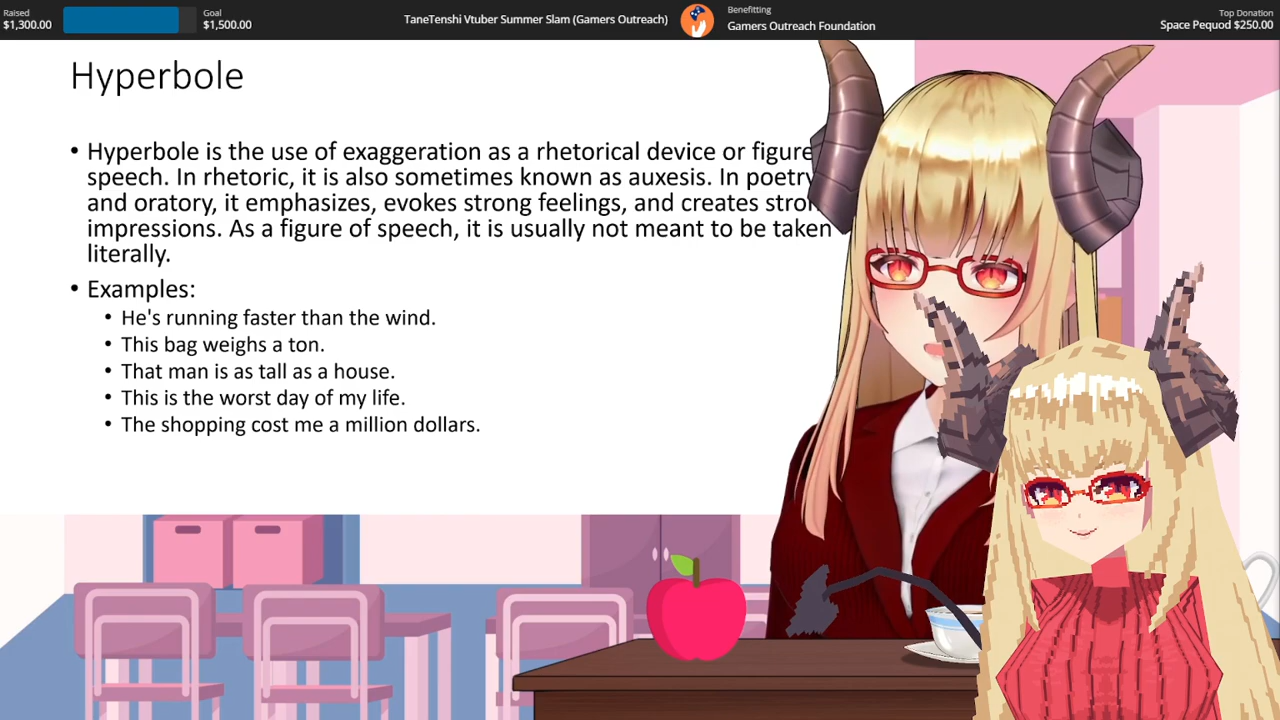 Raised
$1,300.00
Goal
$1,500.00
TaneTenshi Vtuber Summer Slam (Gamers Outreach)
Benefitting
Gamers Outreach Foundation
Top Donation
Space Pequod $250.00
Hyperbole
• Hyperbole is the use of exaggeration as a rhetorical device or figure
speech. In rhetoric, it is also sometimes known as auxesis. In poetry
and oratory, it emphasizes, evokes strong feelings, and creates
impressions. As a figure of speech, it is usually not meant to be taken
literally.
• Examples:
• He's running faster than the wind.
• This bag weighs a ton.
• That man is as tall as a house.
• This is the worst day of my life.
• The shopping cost me a million dollars.